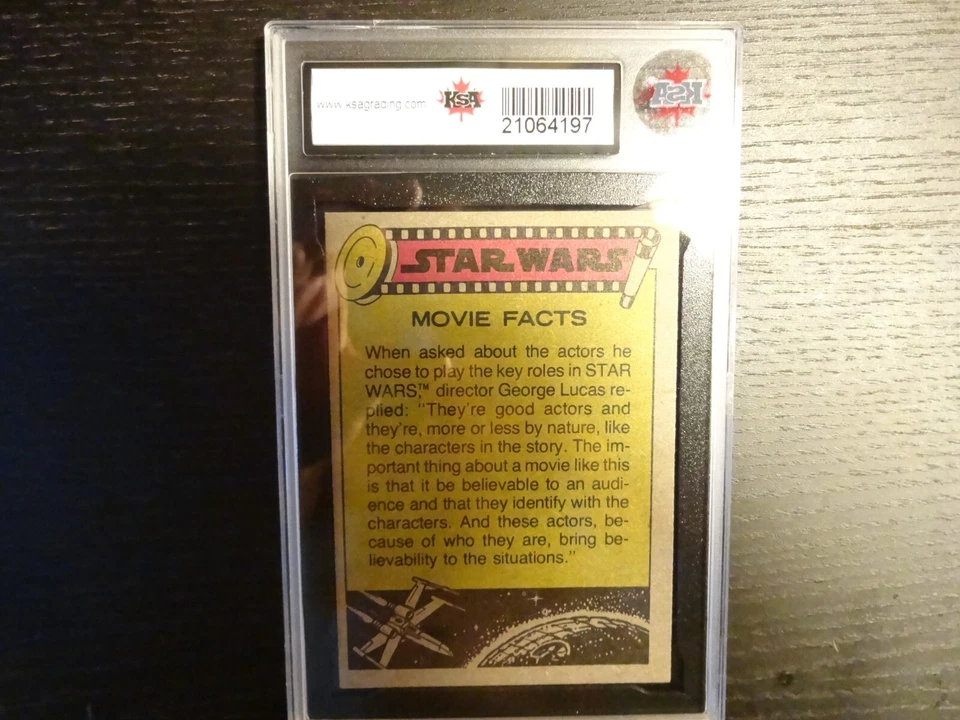 www.ksagrading.com KSA
21064197
KSA
STAR WARS
MOVIE FACTS
When asked about the actors he
chose to play the key roles in STAR
WARS,™ director George Lucas re-
plied: "They're good actors and
they're, more or less by nature, like
the characters in the story. The im-
portant thing about a movie like this
is that it be believable to an audi-
ence and that they identify with the
characters. And these actors, be-
cause of who they are, bring be-
lievability to the situations."